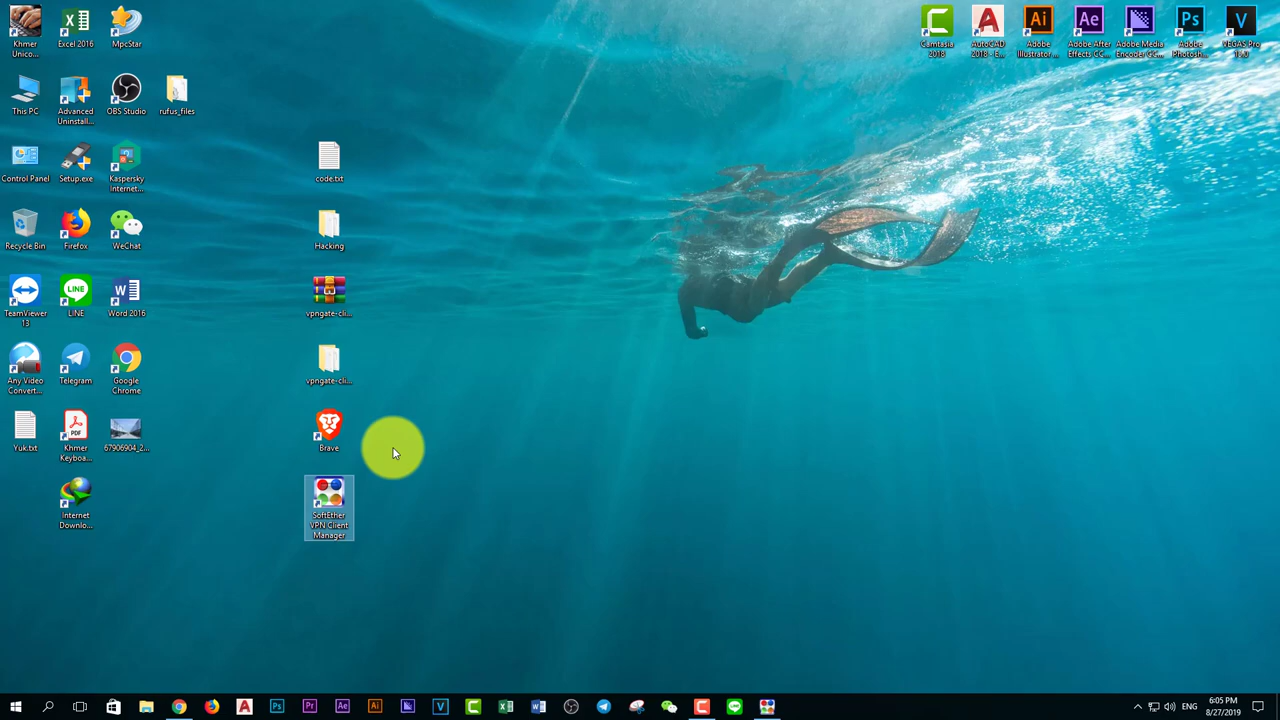 Khmer
Unico...
Excel 2016
MpcStar
Camtasia
2018
AutoCAD
2018 - E...
Adobe
Illustrator...
Adobe After
Effects CC...
Adobe Media
Encoder CC...
Adobe
Photosh...
VEGAS Pro
16.0
This PC
Advanced
Uninstall...
OBS Studio
rufus_files
Control Panel
Setup.exe
Kaspersky
Internet...
code.txt
Recycle Bin
Firefox
WeChat
Hacking
TeamViewer
13
LINE
Word 2016
vpngate-cli...
Any Video
Convert...
Telegram
Google
Chrome
vpngate-cli...
Yuk.txt
Khmer
Keyboa...
67906904_2...
Brave
Internet
Downlo...
SoftEther
VPN Client
Manager
ENG
6:05 PM
8/27/2019